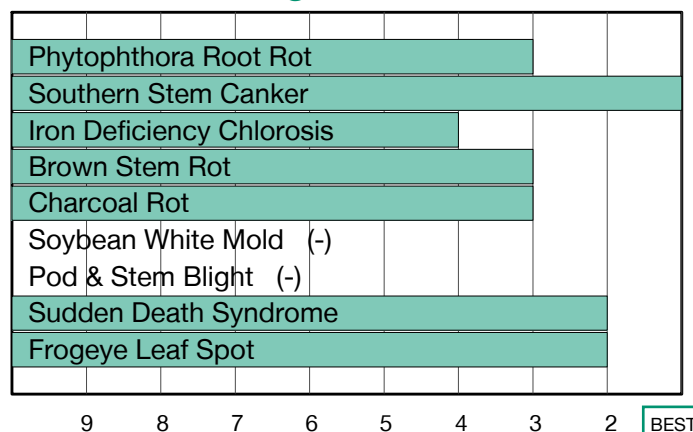 Phytophthora Root Rot
Southern Stem Canker
Iron Deficiency Chlorosis
Brown Stem Rot
Charcoal Rot
Soybean White Mold (-)
Pod & Stem Blight (-)
Sudden Death Syndrome
Frogeye Leaf Spot
9 8 7 6 5 4 3 2 BEST